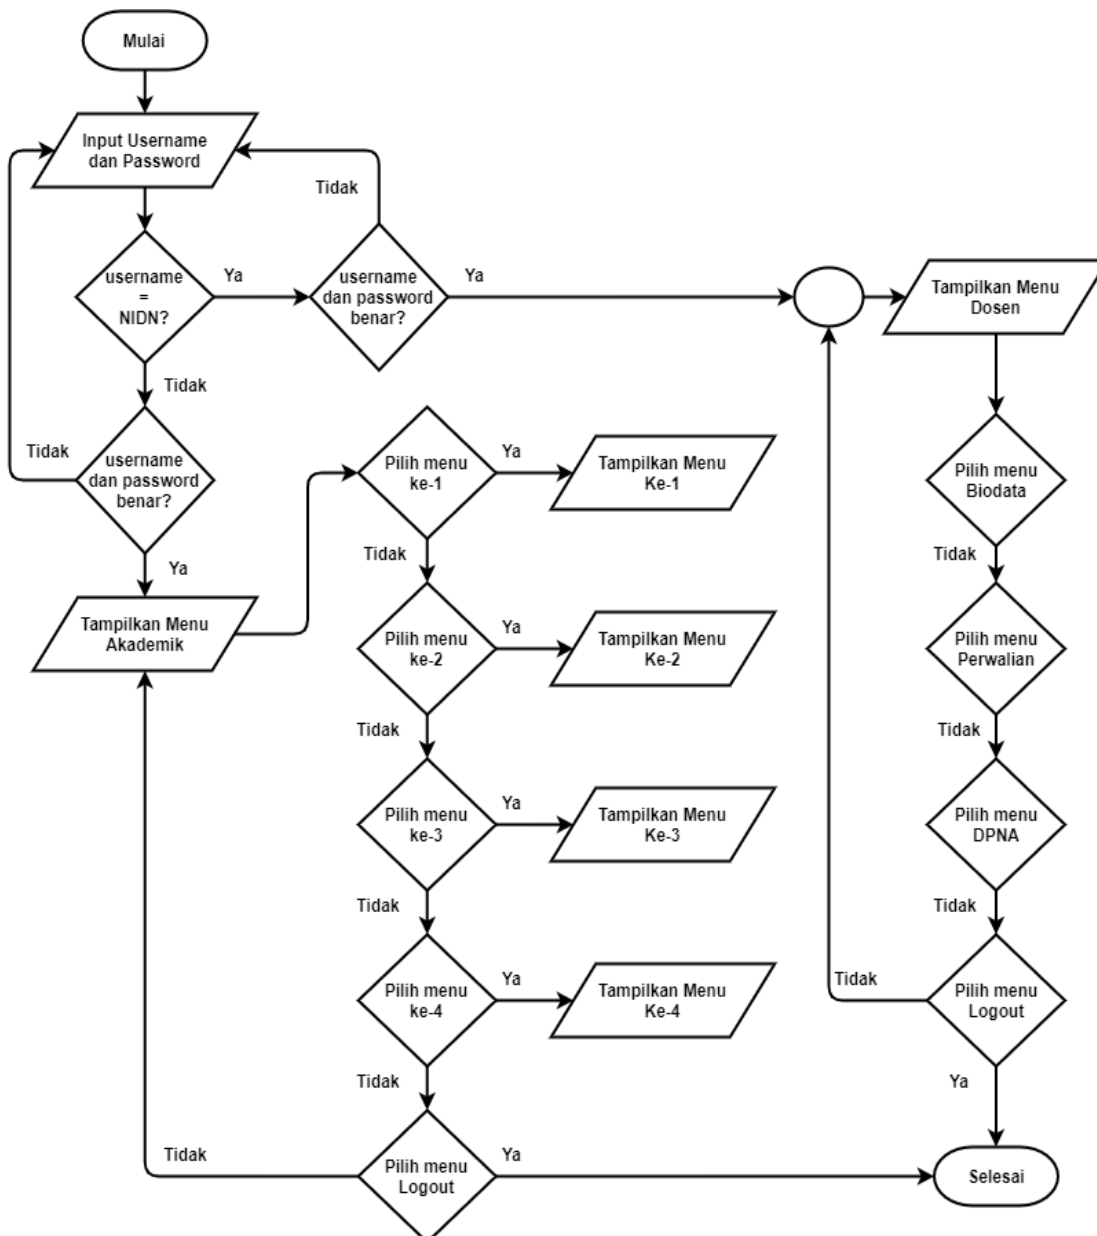 Mulai
Input Username
dan Password
Tidak
username
=
NIDN?
Ya
username
dan password
benar?
Ya
Tampilkan Menu
Dosen
Tidak
Tidak
username
dan password
benar?
Ya
Tampilkan Menu
Akademik
Pilih menu
ke-1
Ya
Tampilkan Menu
Ke-1
Tidak
Pilih menu
ke-2
Ya
Tampilkan Menu
Ke-2
Tidak
Pilih menu
ke-3
Ya
Tampilkan Menu
Ke-3
Tidak
Pilih menu
ke-4
Ya
Tampilkan Menu
Ke-4
Tidak
Pilih menu
Logout
Tidak
Ya
Pilih menu
Biodata
Tidak
Pilih menu
Perwalian
Tidak
Pilih menu
DPNA
Tidak
Pilih menu
Logout
Tidak
Ya
Selesai